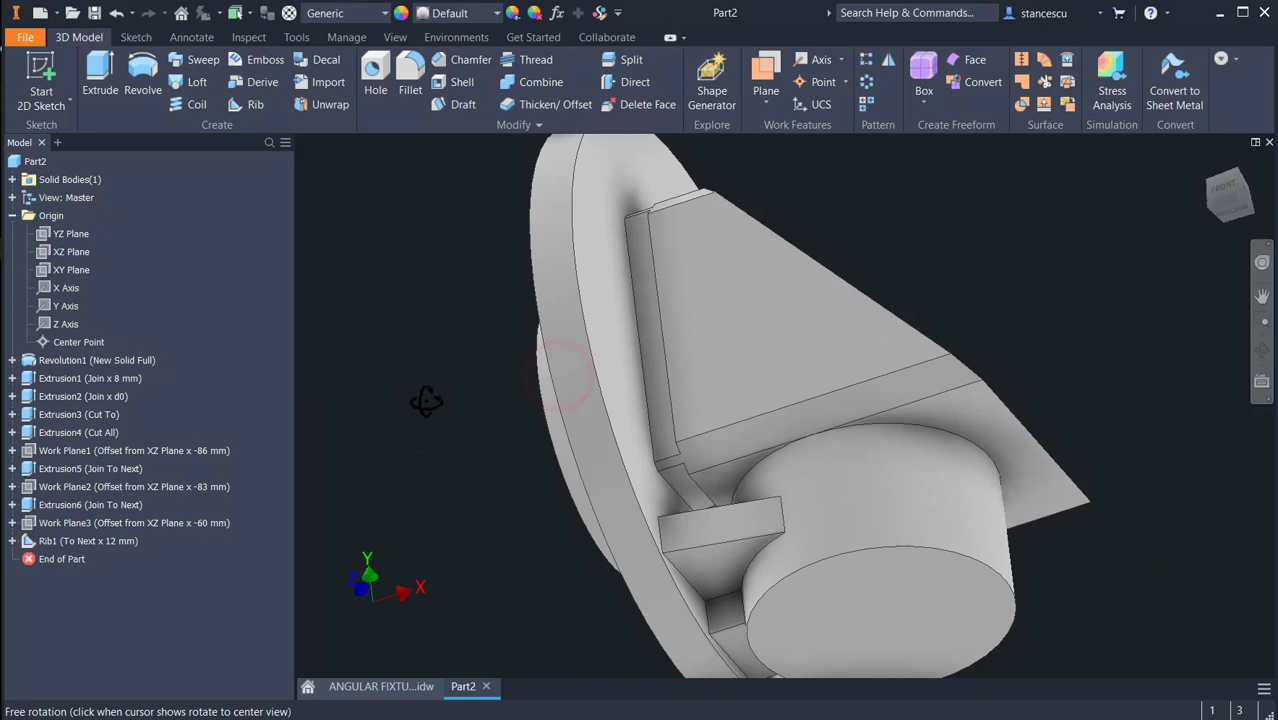 Generic
Default
Part2
Search Help & Commands...
stancescu
File
3D Model
Sketch
Annotate
Inspect
Tools
Manage
View
Environments
Get Started
Collaborate
Start
2D Sketch
Extrude
Revolve
Sweep
Loft
Coil
Emboss
Derive
Rib
Decal
Import
Unwrap
Hole
Fillet
Chamfer
Shell
Draft
Thread
Combine
Thicken/ Offset
Split
Direct
Delete Face
Shape
Generator
Plane
Axis
Point
UCS
Box
Face
Convert
Stress
Analysis
Convert to
Sheet Metal
Sketch
Create
Modify
Explore
Work Features
Pattern
Create Freeform
Surface
Simulation
Convert
Model
Part2
Solid Bodies(1)
View: Master
Origin
YZ Plane
XZ Plane
XY Plane
X Axis
Y Axis
Z Axis
Center Point
Revolution1 (New Solid Full)
Extrusion1 (Join x 8 mm)
Extrusion2 (Join x d0)
Extrusion3 (Cut To)
Extrusion4 (Cut All)
Work Plane1 (Offset from XZ Plane x -86 mm)
Extrusion5 (Join To Next)
Work Plane2 (Offset from XZ Plane x -83 mm)
Extrusion6 (Join To Next)
Work Plane3 (Offset from XZ Plane x -60 mm)
Rib1 (To Next x 12 mm)
End of Part
FRONT
Y
Z
X
ANGULAR FIXTU...idw
Part2
Free rotation (click when cursor shows rotate to center view)
1
3